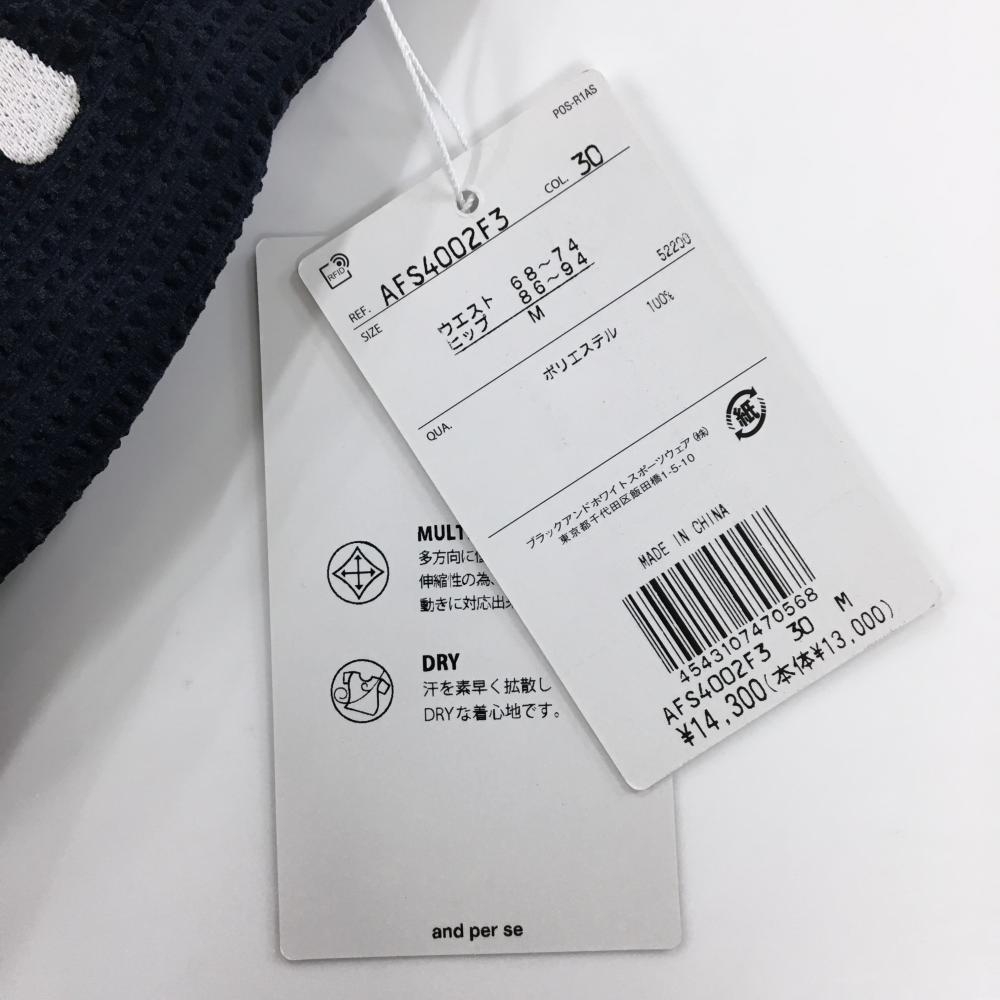 POS-R1AS
RFID
REF. AFS4002F3 COL. 30
SIZE
ウエスト 68~74
ヒップ 86~94
M
52200
ポリエステル 100%
QUA.
紙
ブラックアンドホワイトスポーツウェア(株)
東京都千代田区飯田橋1-5-10
MADE IN CHINA
4543107470568
AFS4002F3 30 M
¥14,300(本体¥13,000)
MULT
多方向に
伸縮性の為、
動きに対応出
DRY
汗を素早く拡散し
DRYな着心地です。
and per se